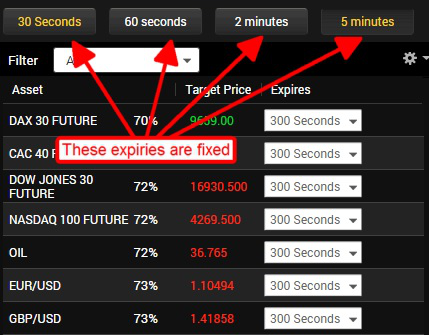 30 Seconds 60 seconds 2 minutes 5 minutes
Filter A
Asset Target Price Expires
DAX 30 FUTURE 70% 9609.00 300 Seconds
These expiries are fixed
CAC 40 F 300 Seconds
DOW JONES 30
FUTURE 72% 16930.500 300 Seconds
NASDAQ 100 FUTURE 72% 4269.500 300 Seconds
OIL 72% 36.765 300 Seconds
EUR/USD 73% 1.10494 300 Seconds
GBP/USD 73% 1.41858 300 Seconds